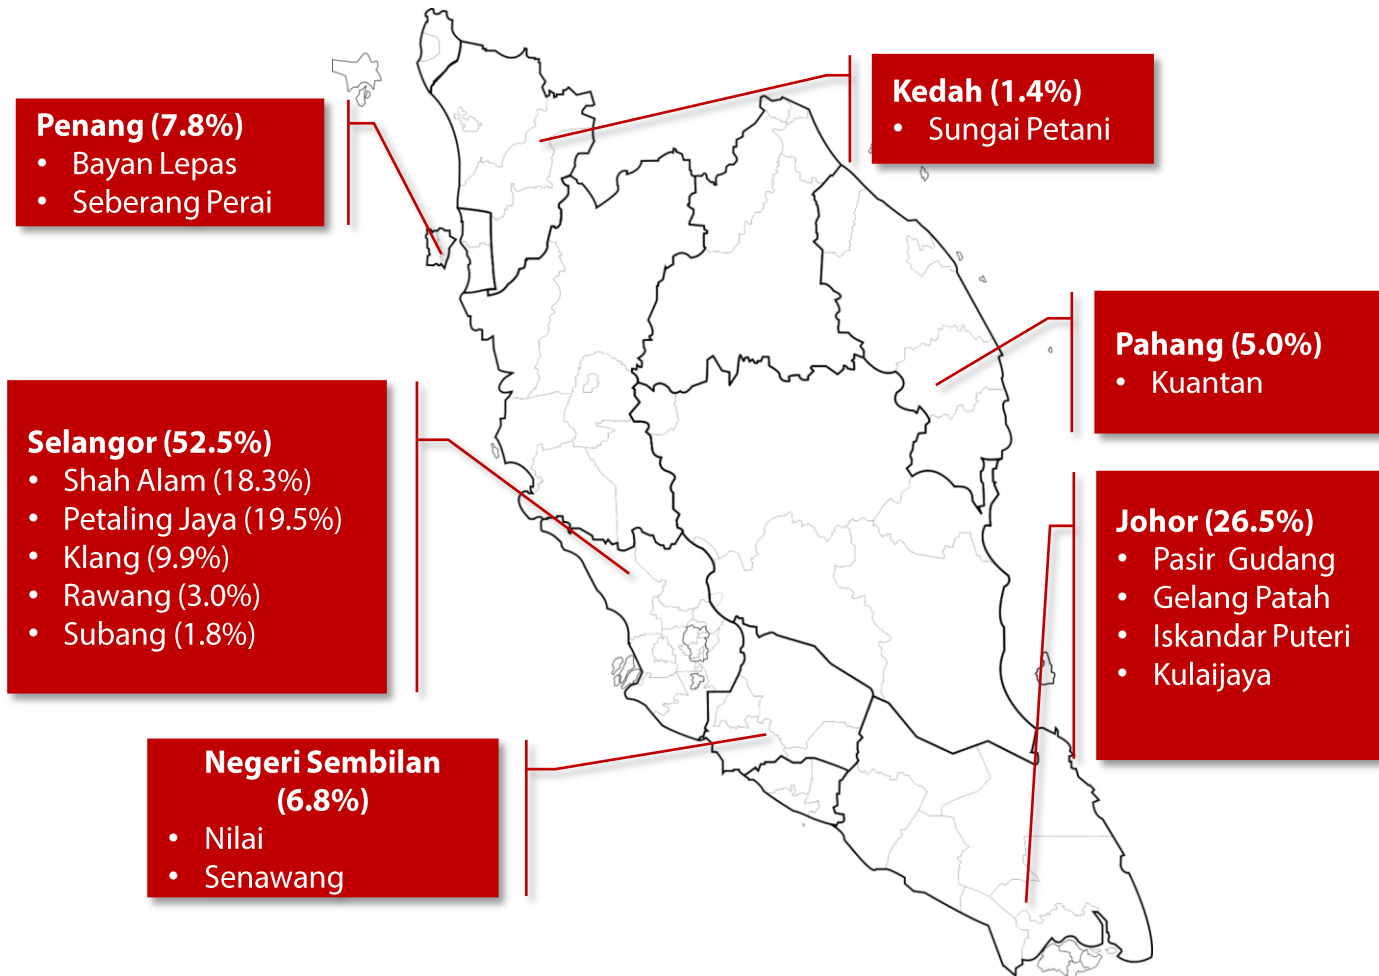 Penang (7.8%)
• Bayan Lepas
• Seberang Perai
Kedah (1.4%)
• Sungai Petani
Pahang (5.0%)
• Kuantan
Selangor (52.5%)
• Shah Alam (18.3%)
• Petaling Jaya (19.5%)
• Klang (9.9%)
• Rawang (3.0%)
• Subang (1.8%)
Johor (26.5%)
• Pasir Gudang
• Gelang Patah
• Iskandar Puteri
• Kulaijaya
Negeri Sembilan
(6.8%)
• Nilai
• Senawang